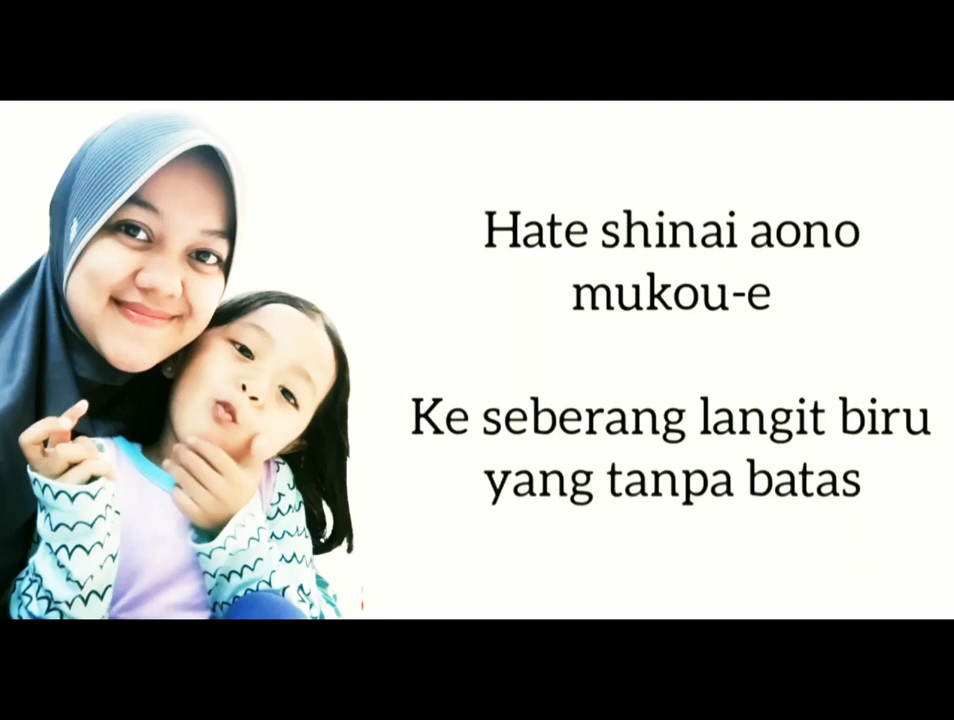 Hate shinai aono
mukou-e
Ke seberang langit biru
yang tanpa batas